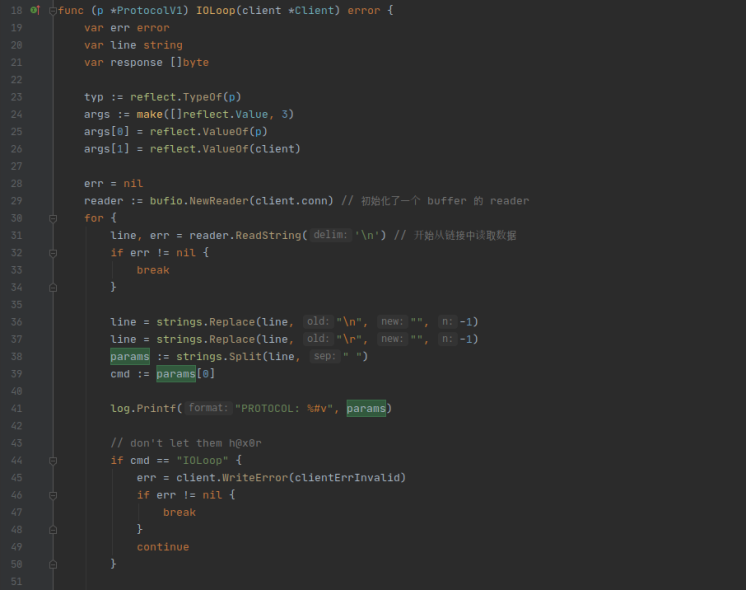 18 func (p *ProtocolV1) IOLoop(client *Client) error {
19 var err error
20 var line string
21 var response []byte
22
23 typ := reflect.TypeOf(p)
24 args := make([]reflect.Value, 3)
25 args[0] = reflect.ValueOf(p)
26 args[1] = reflect.ValueOf(client)
27
28 err = nil
29 reader := bufio.NewReader(client.conn) // 初始化了一个 buffer 的 reader
30 for {
31 line, err = reader.ReadString( delim: '\n') // 开始从链接中读取数据
32 if err != nil {
33 break
34 }
35
36 line = strings.Replace(line, old: "\n", new: "", n: -1)
37 line = strings.Replace(line, old: "\r", new: "", n: -1)
38 params := strings.Split(line, sep: " ")
39 cmd := params[0]
40
41 log.Printf( format: "PROTOCOL: %#v", params)
42
43 // don't let them h@x0r
44 if cmd == "IOLoop" {
45 err = client.WriteError(clientErrInvalid)
46 if err != nil {
47 break
48 }
49 continue
50 }
51